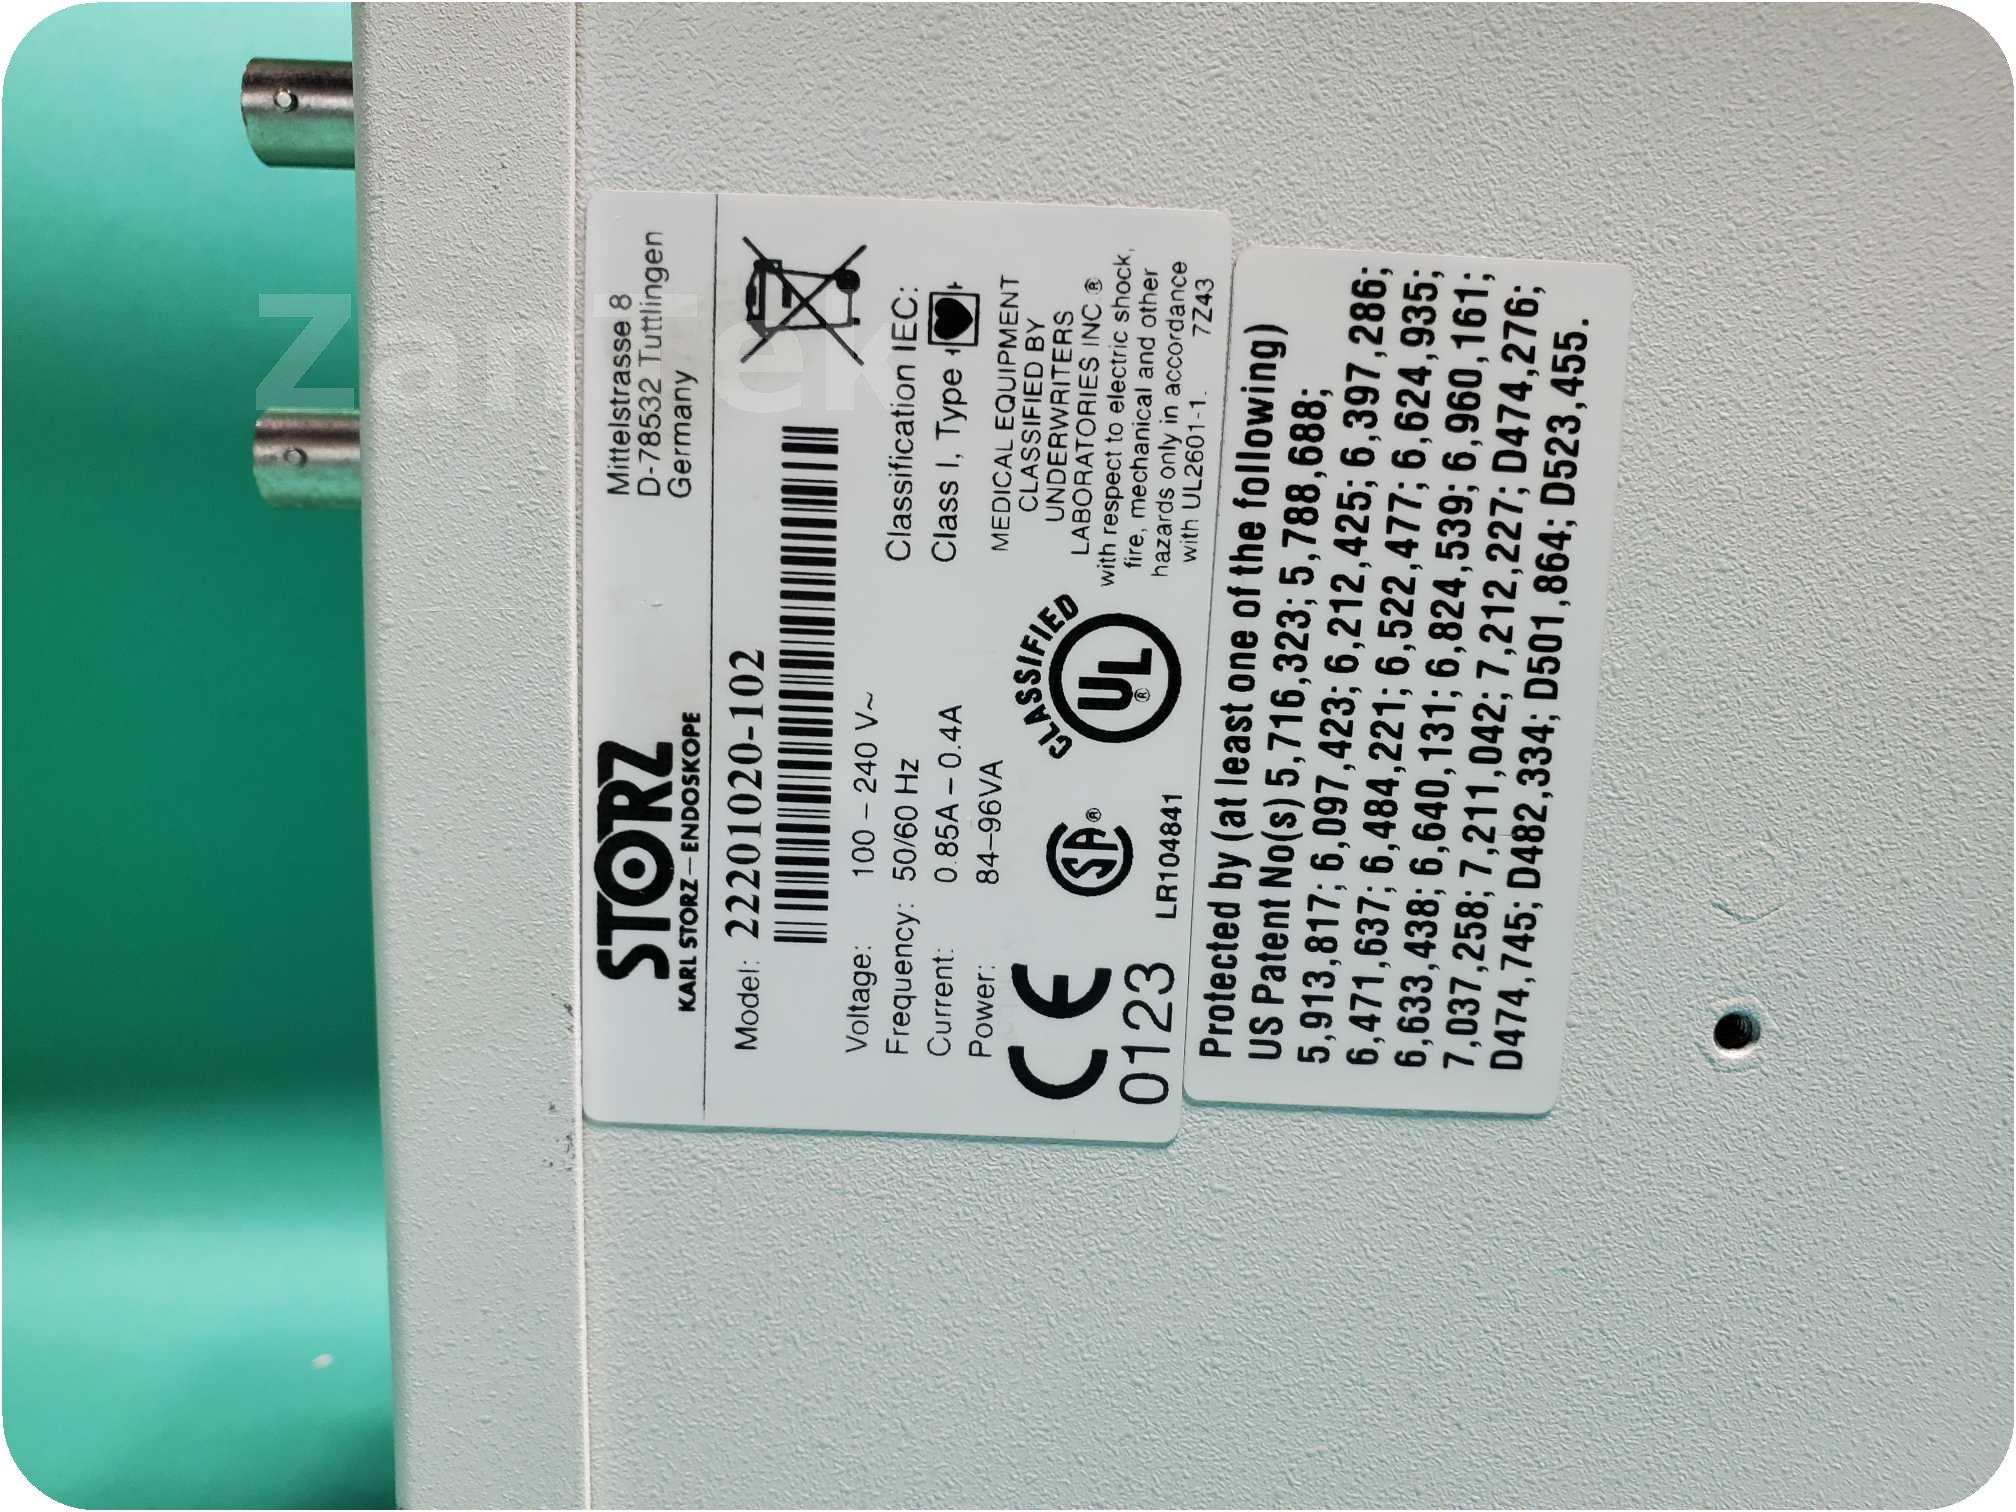 STORZ
KARL STORZ – ENDOSKOPE
Mittelstrasse 8
D-78532 Tuttlingen
Germany
Model: 22201020-102
Voltage: 100 – 240 V~
Frequency: 50/60 Hz
Current: 0.85A – 0.4A
Power: 84–96VA
Classification IEC:
Class I, Type
CE
0123
SA®
LR104841
CLASSIFIED
UL®
MEDICAL EQUIPMENT
CLASSIFIED BY
UNDERWRITERS
LABORATORIES INC.®
with respect to electric shock,
fire, mechanical and other
hazards only in accordance
with UL2601-1. 7Z43
Protected by (at least one of the following)
US Patent No(s) 5,716,323; 5,788,688;
5,913,817; 6,097,423; 6,212,425; 6,397,286;
6,471,637; 6,484,221; 6,522,477; 6,624,935;
6,633,438; 6,640,131; 6,824,539; 6,960,161;
7,037,258; 7,211,042; 7,212,227; D474,276;
D474,745; D482,334; D501,864; D523,455.